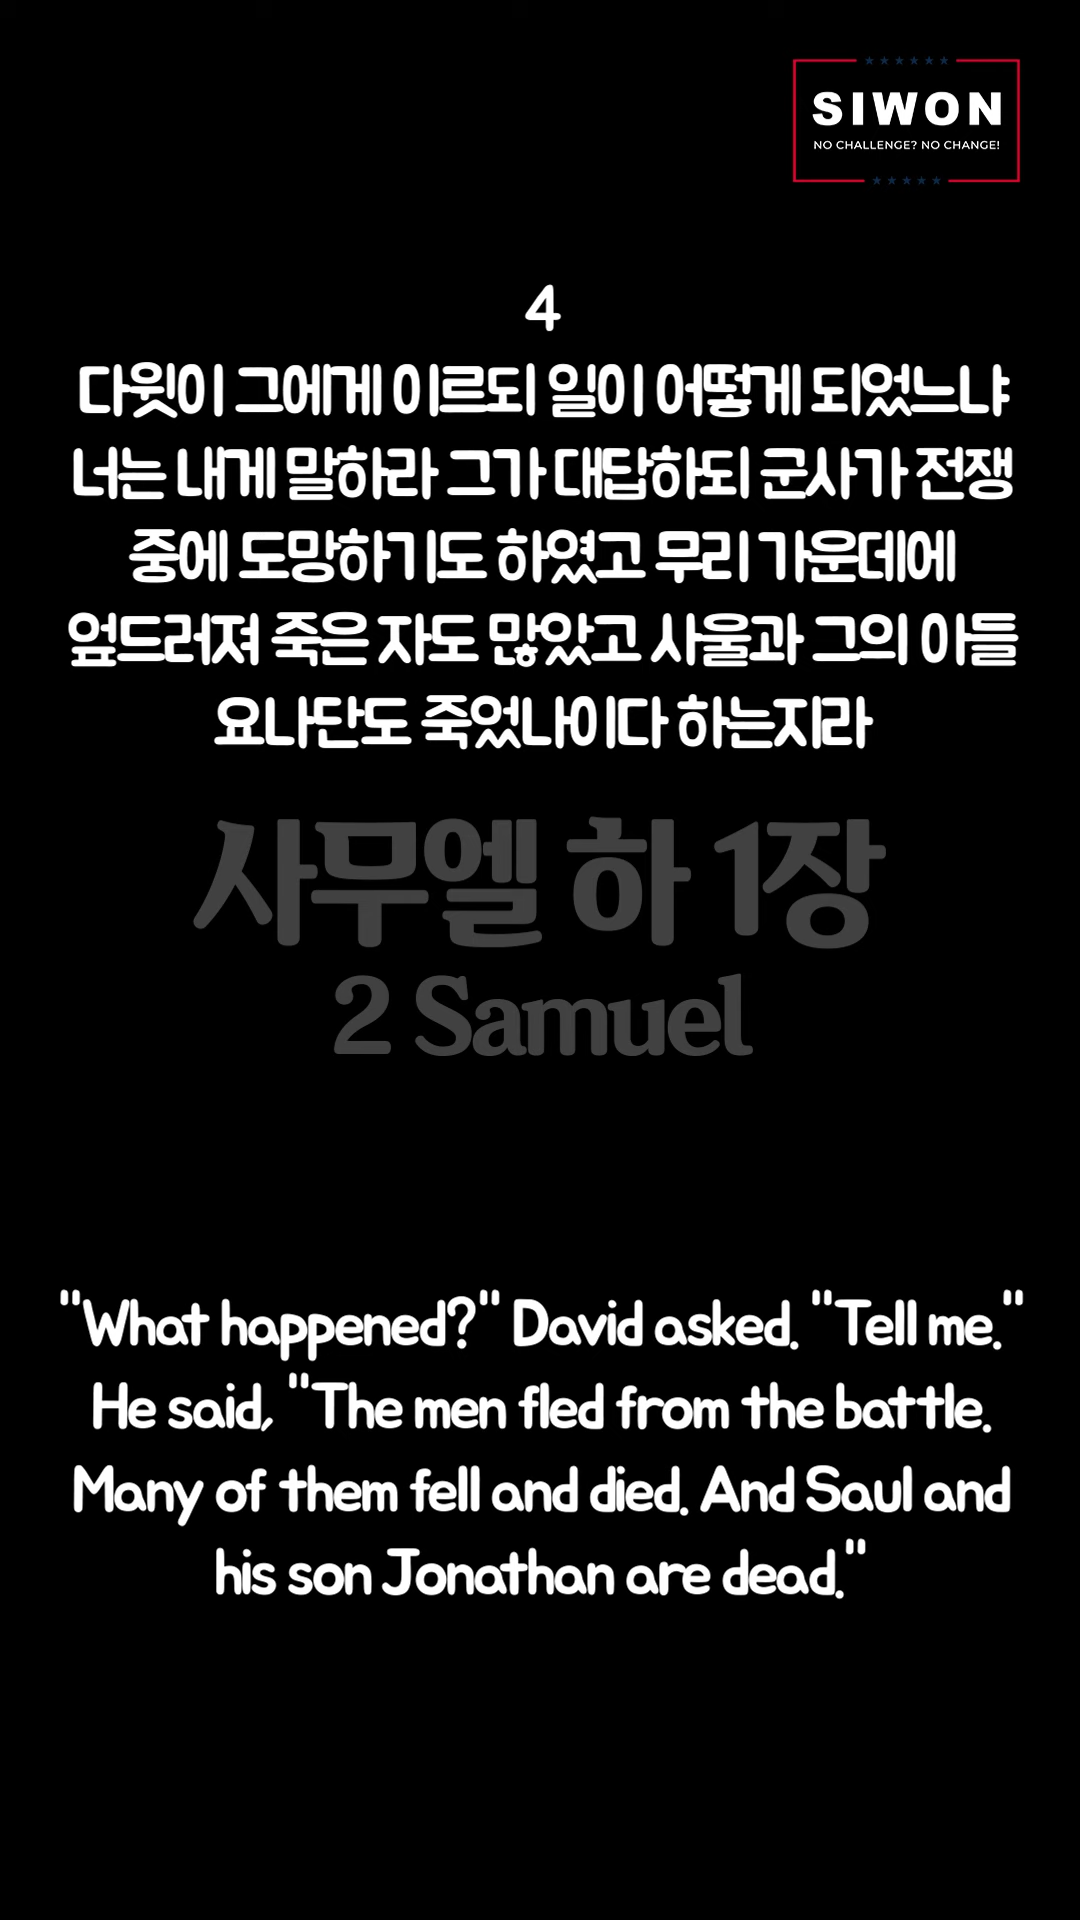 SIWON
NO CHALLENGE? NO CHANGE!
4
다윗이 그에게 이르되 일이 어떻게 되었느냐
너는 내게 말하라 그가 대답하되 군사가 전쟁
중에 도망하기도 하였고 무리 가운데에
엎드러져 죽은 자도 많았고 사울과 그의 아들
요나단도 죽었나이다 하는지라
사무엘 하 1장
2 Samuel
"What happened?" David asked. "Tell me."
He said, "The men fled from the battle.
Many of them fell and died. And Saul and
his son Jonathan are dead."